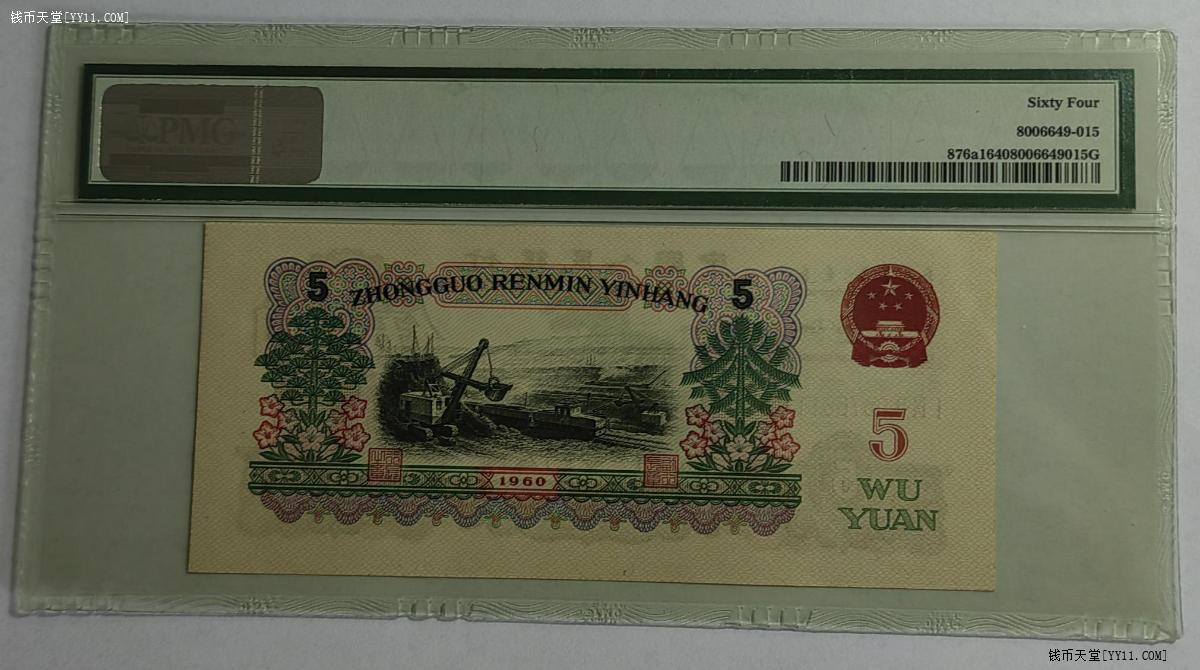 钱币天堂[YY11.COM]
PMG
Sixty Four
8006649-015
876a16408006649015G
5 ZHONGGUO RENMIN YINHANG 5
5
1960
WU
YUAN
钱币天堂[YY11.COM]